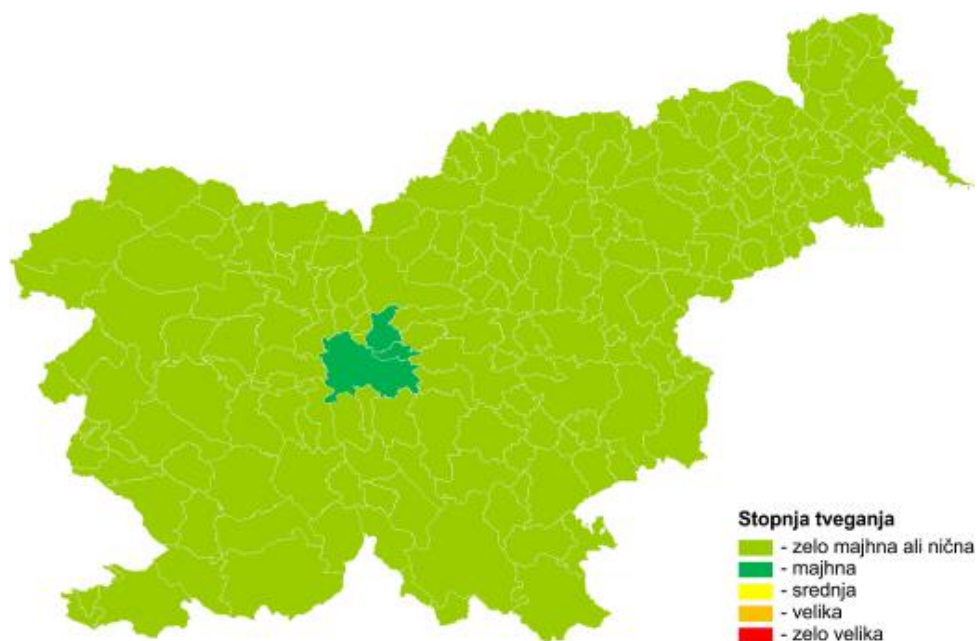 Stopnja tveganja
- zelo majhna ali nična
- majhna
- srednja
- velika
- zelo velika